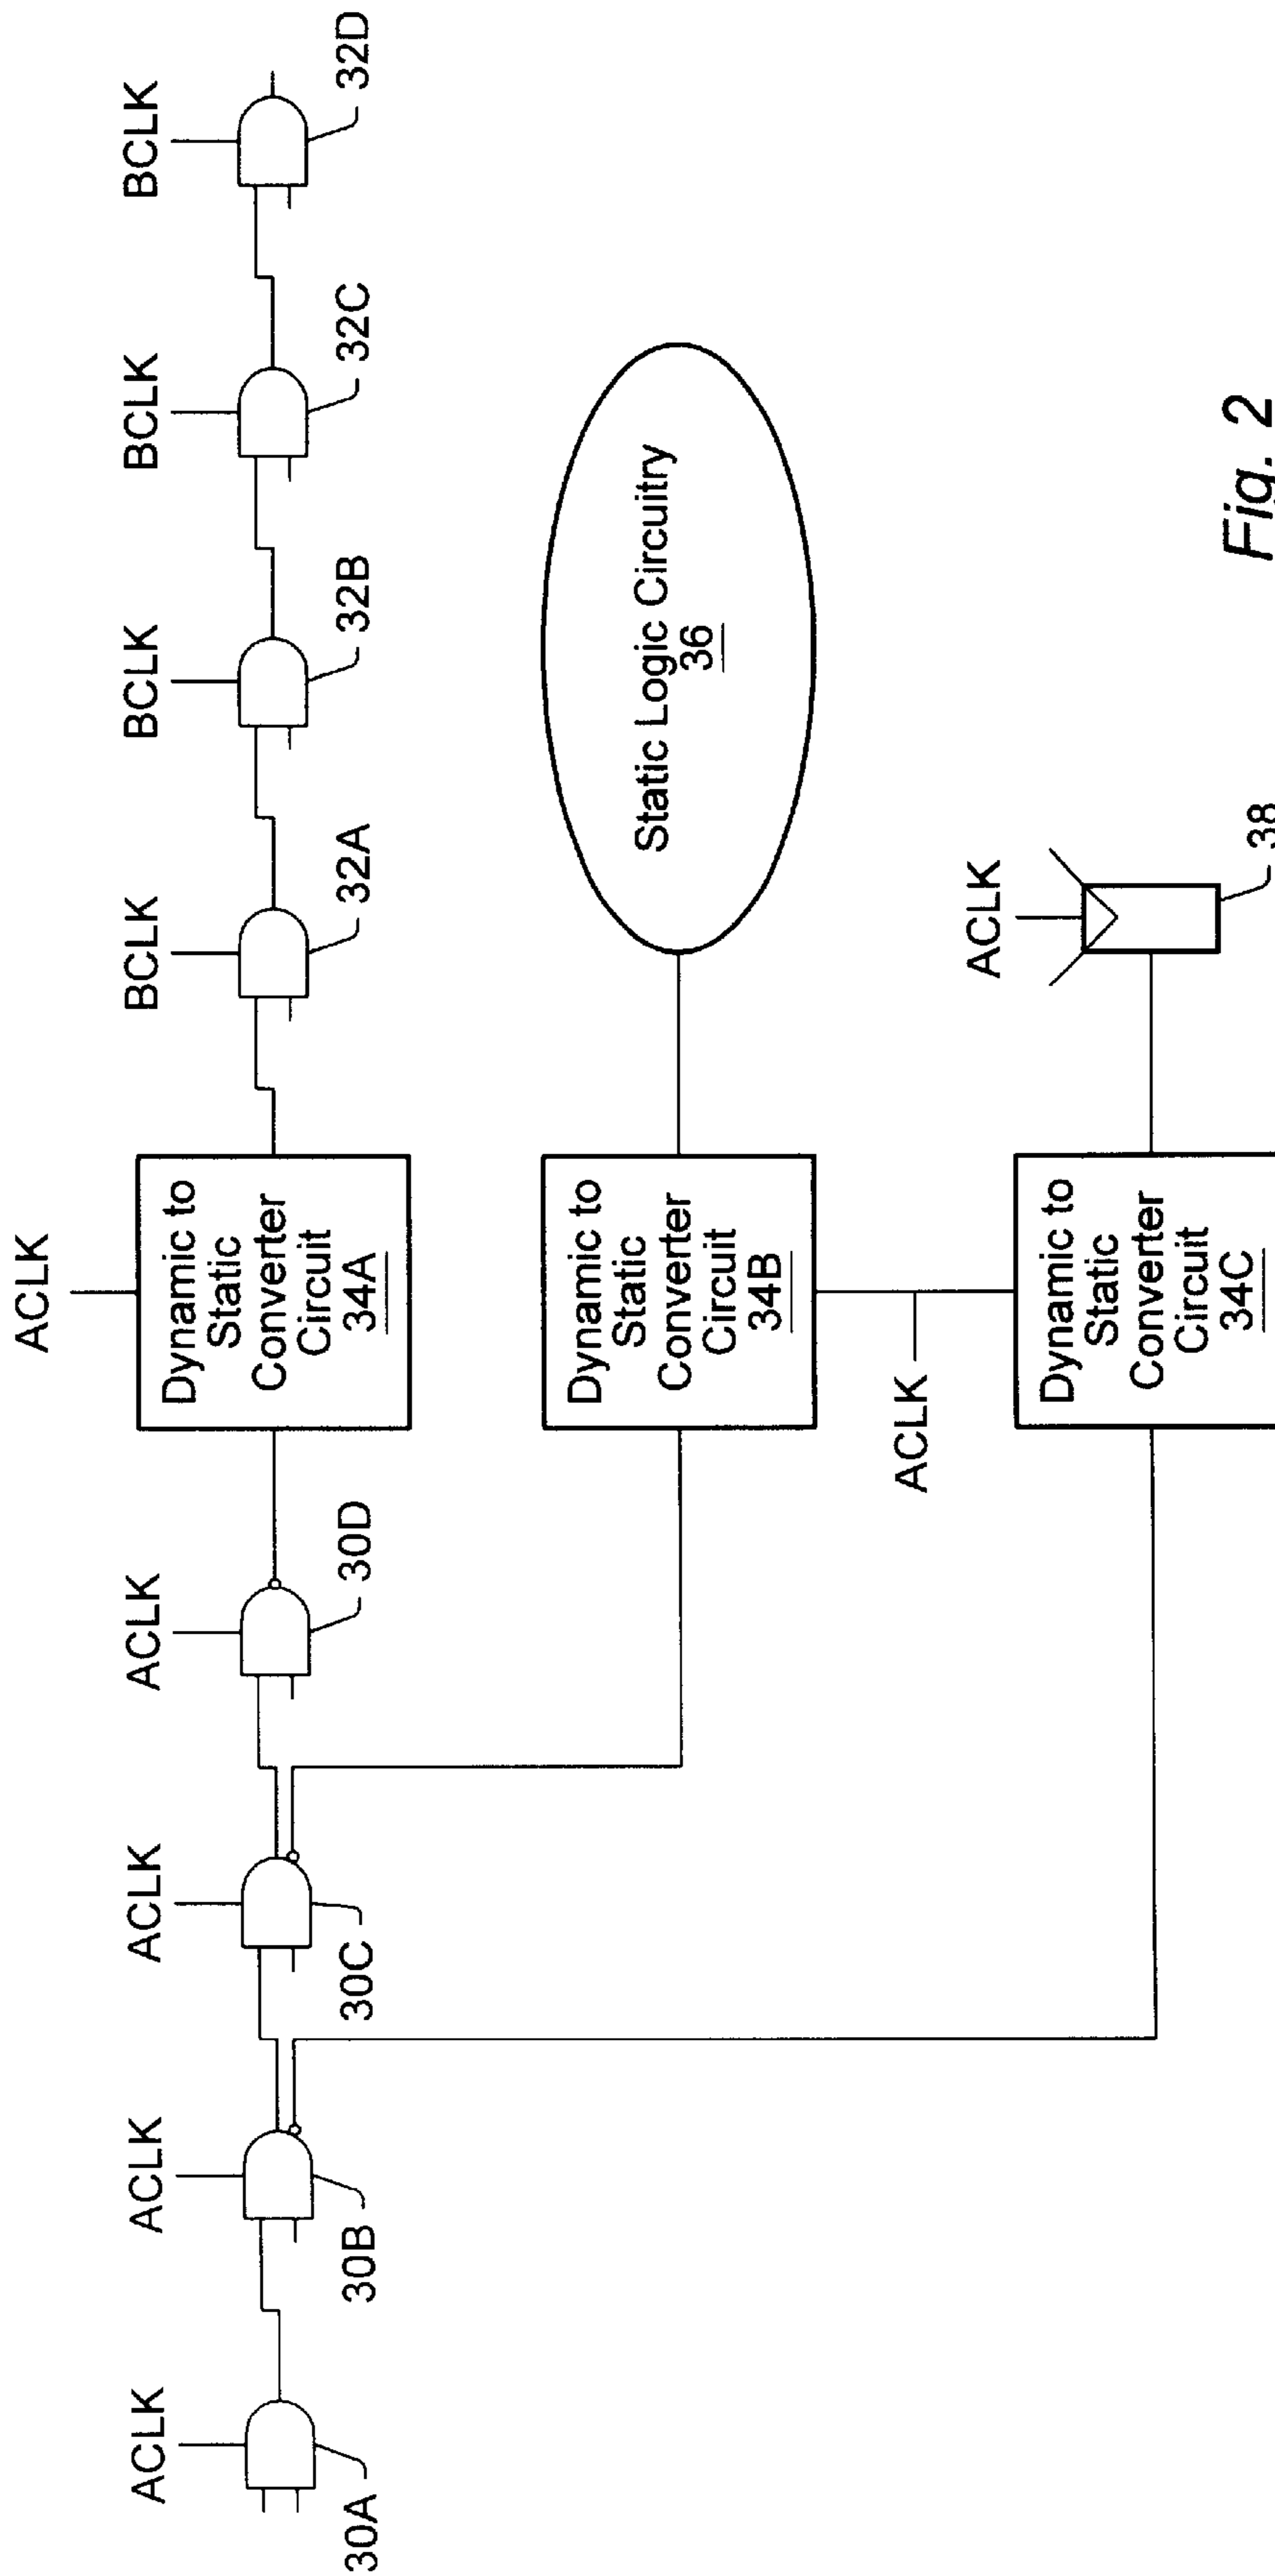 ACLK
ACLK
ACLK
ACLK
ACLK
BCLK
BCLK
BCLK
BCLK
30A
30B
30C
30D
Dynamic to
Static
Converter
Circuit
34A
32A
32B
32C
32D
Dynamic to
Static
Converter
Circuit
34B
Static Logic Circuitry
36
ACLK
ACLK
Dynamic to
Static
Converter
Circuit
34C
38
Fig. 2